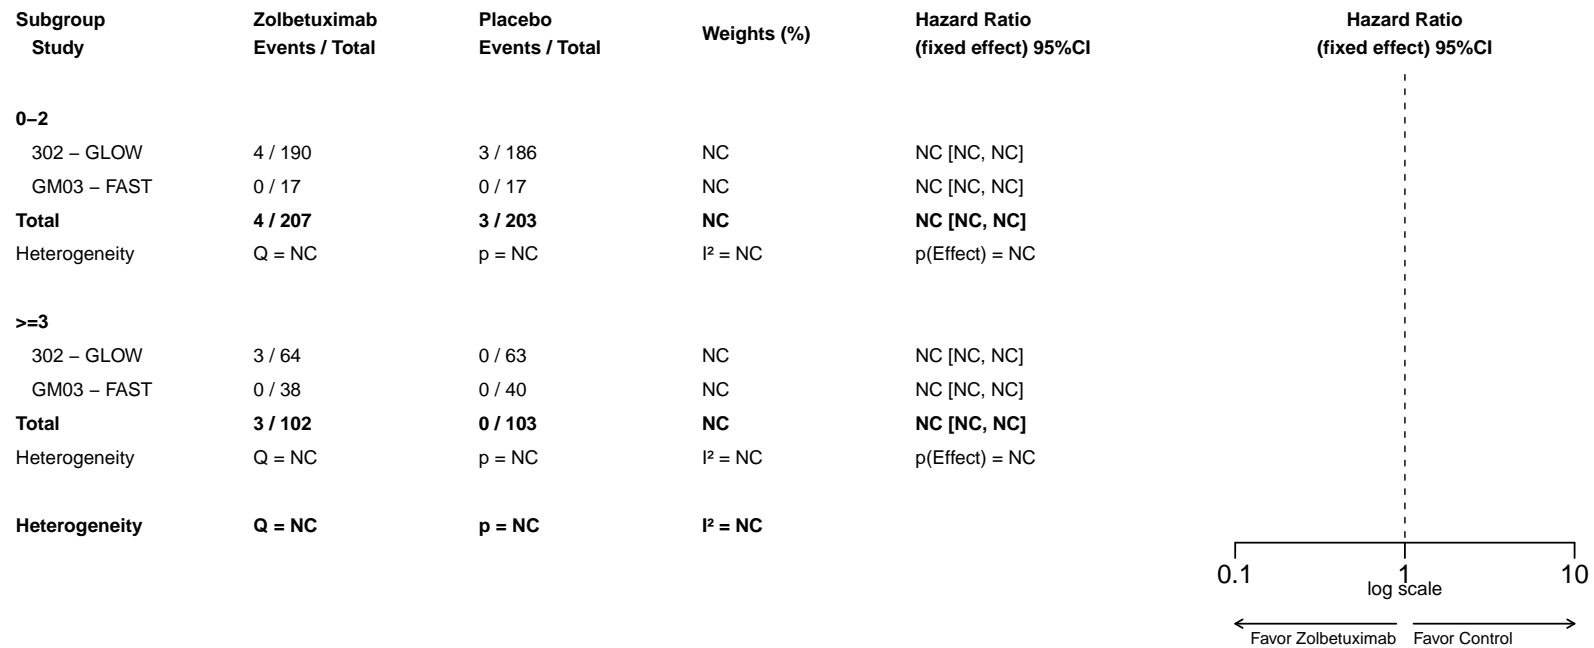 Subgroup Zolbetuximab Placebo Weights (%) Hazard Ratio Hazard Ratio
Study Events / Total Events / Total (fixed effect) 95%CI (fixed effect) 95%CI
0−2
302 − GLOW 4 / 190 3 / 186 NC NC [NC, NC]
GM03 − FAST 0 / 17 0 / 17 NC NC [NC, NC]
Total 4 / 207 3 / 203 NC NC [NC, NC]
Heterogeneity Q = NC p = NC I² = NC p(Effect) = NC
>=3
302 − GLOW 3 / 64 0 / 63 NC NC [NC, NC]
GM03 − FAST 0 / 38 0 / 40 NC NC [NC, NC]
Total 3 / 102 0 / 103 NC NC [NC, NC]
Heterogeneity Q = NC p = NC I² = NC p(Effect) = NC
Heterogeneity Q = NC p = NC I² = NC
0.1 1 10
log scale
Favor Zolbetuximab Favor Control